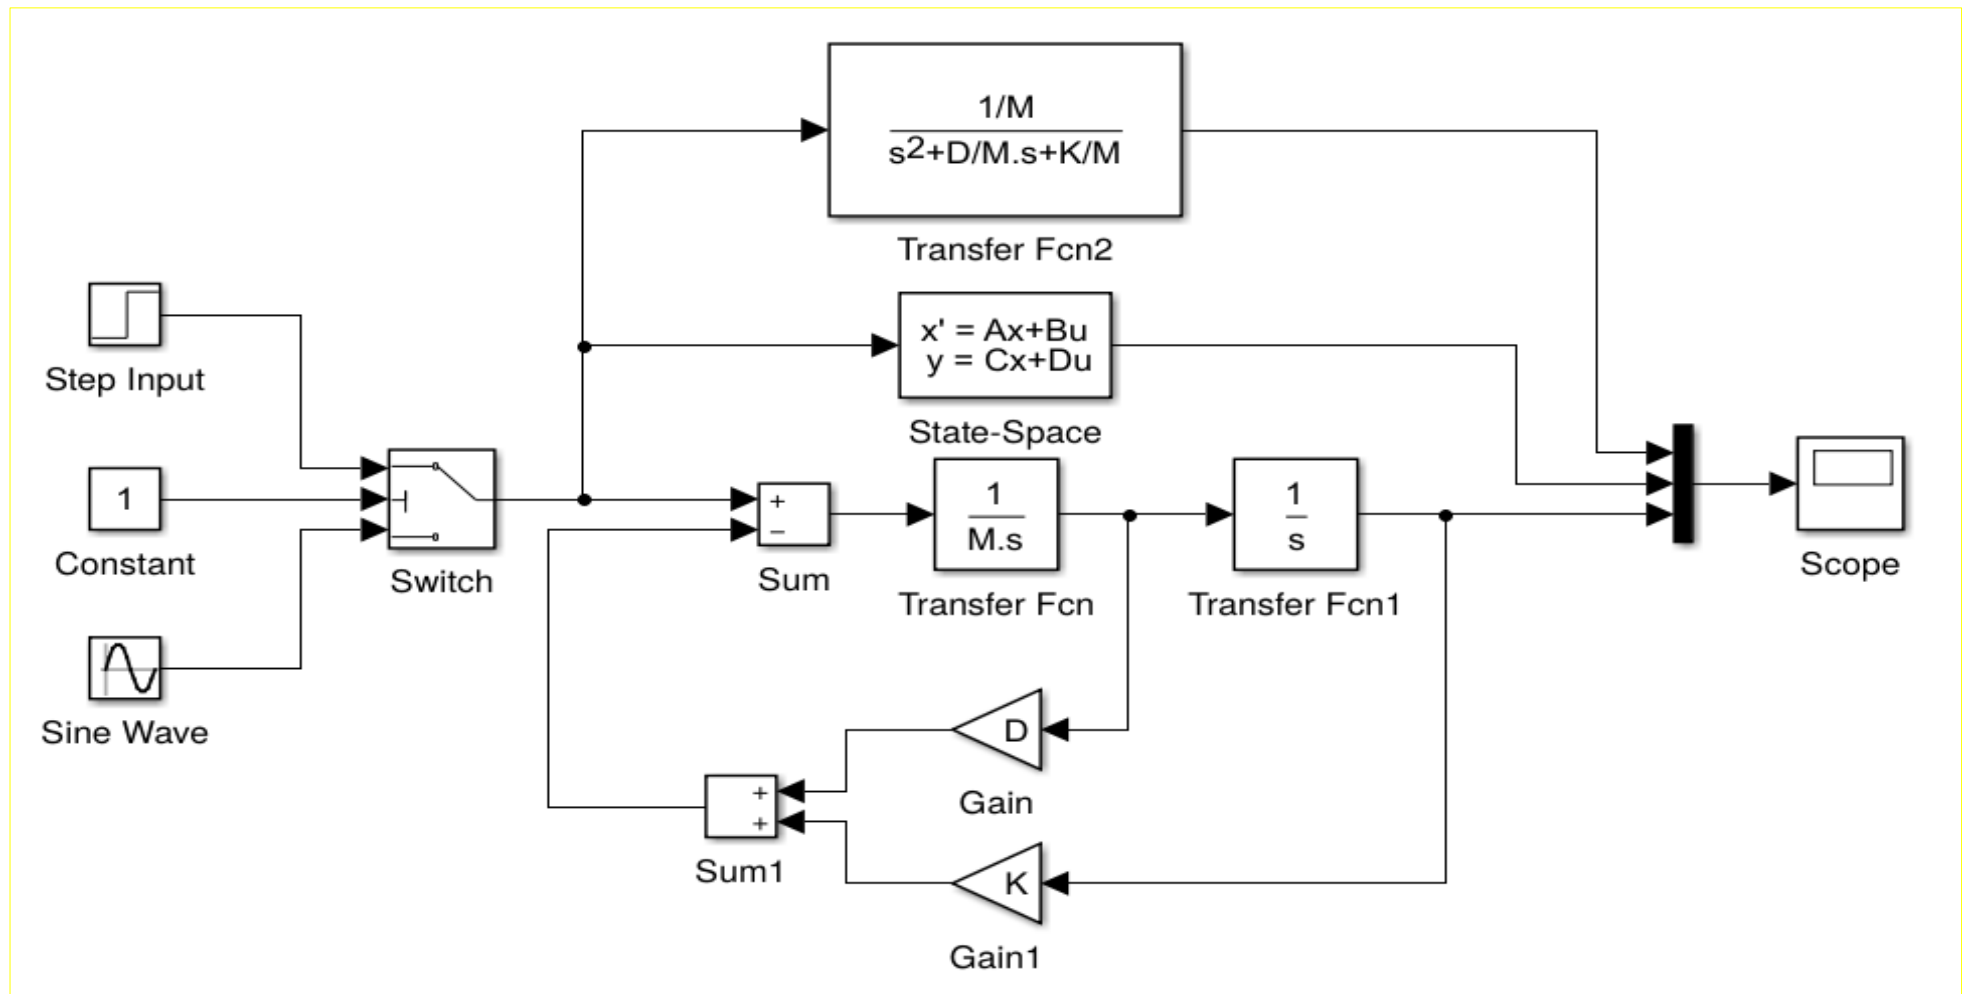 1/M
s2+D/M.s+K/M
Transfer Fcn2
Step Input
x' = Ax+Bu
y = Cx+Du
State-Space
1
Constant
Switch
+
−
Sum
1
M.s
Transfer Fcn
1
s
Transfer Fcn1
Scope
Sine Wave
D
Gain
+
+
Sum1
K
Gain1